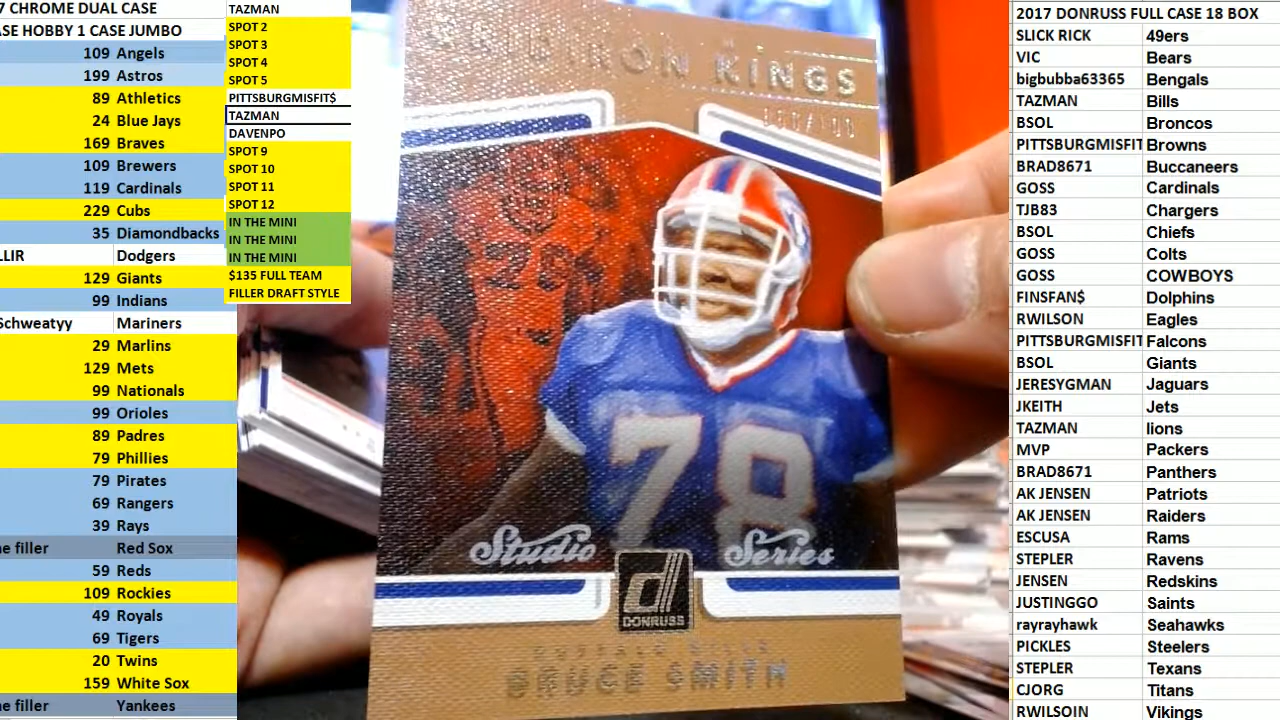 7 CHROME DUAL CASE
ASE HOBBY 1 CASE JUMBO
109 Angels
199 Astros
89 Athletics
24 Blue Jays
169 Braves
109 Brewers
119 Cardinals
229 Cubs
35 Diamondbacks
LLIR Dodgers
129 Giants
99 Indians
Schweatyy Mariners
29 Marlins
129 Mets
99 Nationals
99 Orioles
89 Padres
79 Phillies
79 Pirates
69 Rangers
39 Rays
ne filler Red Sox
59 Reds
109 Rockies
49 Royals
69 Tigers
20 Twins
159 White Sox
ne filler Yankees
TAZMAN
SPOT 2
SPOT 3
SPOT 4
SPOT 5
PITTSBURGMISFIT$
TAZMAN
DAVENPO
SPOT 9
SPOT 10
SPOT 11
SPOT 12
IN THE MINI
IN THE MINI
IN THE MINI
$135 FULL TEAM
FILLER DRAFT STYLE
KINGS
78
Studio Series
d
DONRUSS
BUFFALO BILLS
BRUCE SMITH
2017 DONRUSS FULL CASE 18 BOX
SLICK RICK 49ers
VIC Bears
bigbubba63365 Bengals
TAZMAN Bills
BSOL Broncos
PITTSBURGMISFIT Browns
BRAD8671 Buccaneers
GOSS Cardinals
TJB83 Chargers
BSOL Chiefs
GOSS Colts
GOSS COWBOYS
FINSFAN$ Dolphins
RWILSON Eagles
PITTSBURGMISFIT Falcons
BSOL Giants
JERESYGMAN Jaguars
JKEITH Jets
TAZMAN lions
MVP Packers
BRAD8671 Panthers
AK JENSEN Patriots
AK JENSEN Raiders
ESCUSA Rams
STEPLER Ravens
JENSEN Redskins
JUSTINGGO Saints
rayrayhawk Seahawks
PICKLES Steelers
STEPLER Texans
CJORG Titans
RWILSOIN Vikings